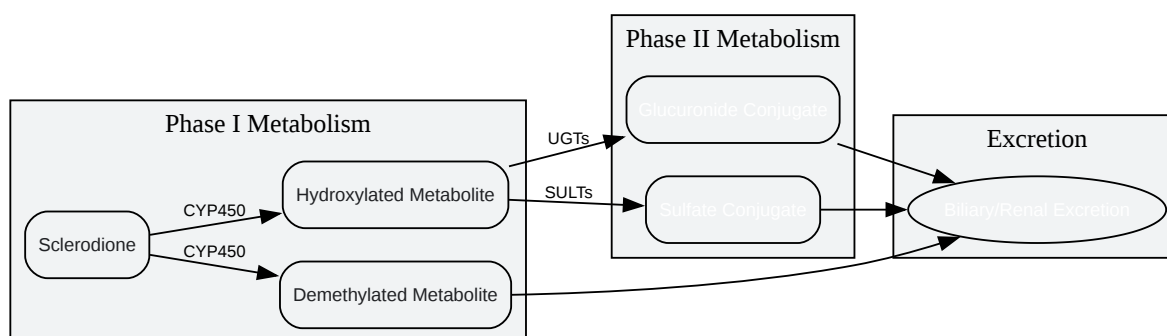 Phase I Metabolism
Sclerodione
CYP450
CYP450
Hydroxylated Metabolite
Demethylated Metabolite
UGTs
SULTs
Phase II Metabolism
Glucuronide Conjugate
Sulfate Conjugate
Excretion
Biliary/Renal Excretion